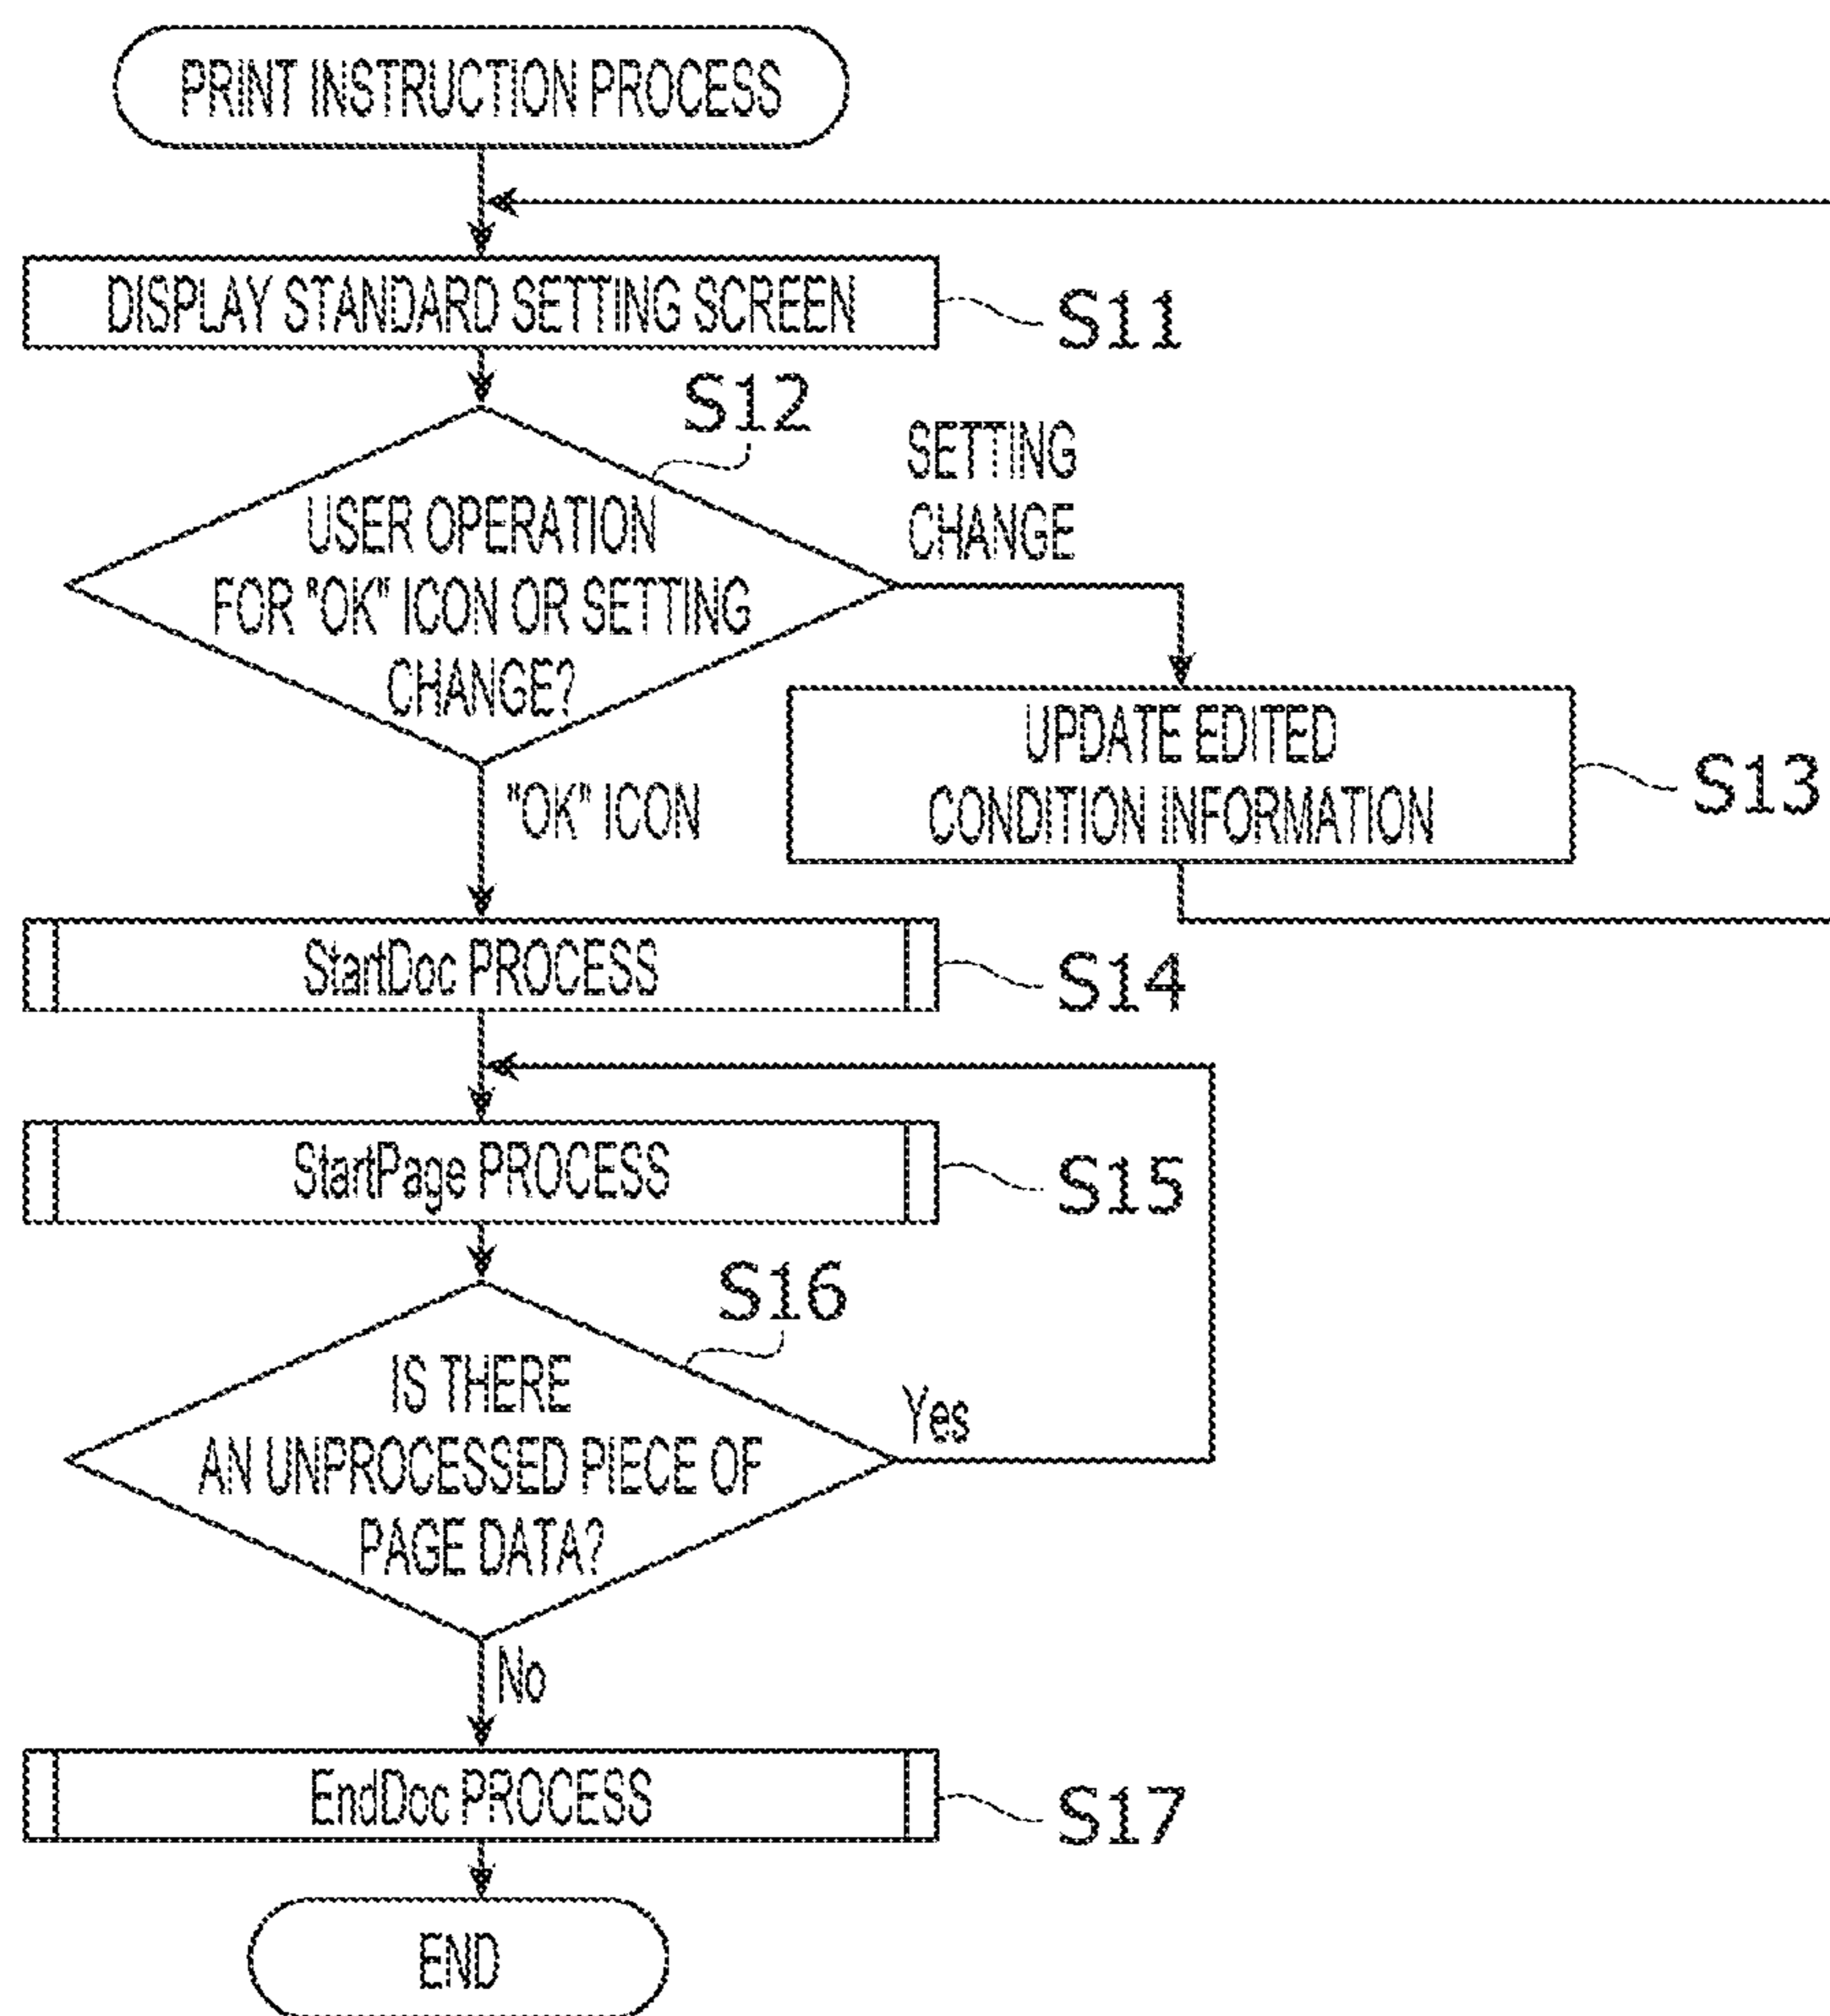 PRINT INSTRUCTION PROCESS
DISPLAY STANDARD SETTING SCREEN
S11
S12
USER OPERATION
FOR "OK" ICON OR SETTING
CHANGE?
SETTING
CHANGE
UPDATE EDITED
CONDITION INFORMATION
S13
"OK" ICON
StartDoc PROCESS
S14
StartPage PROCESS
S15
S16
IS THERE
AN UNPROCESSED PIECE OF
PAGE DATA?
Yes
No
EndDoc PROCESS
S17
END